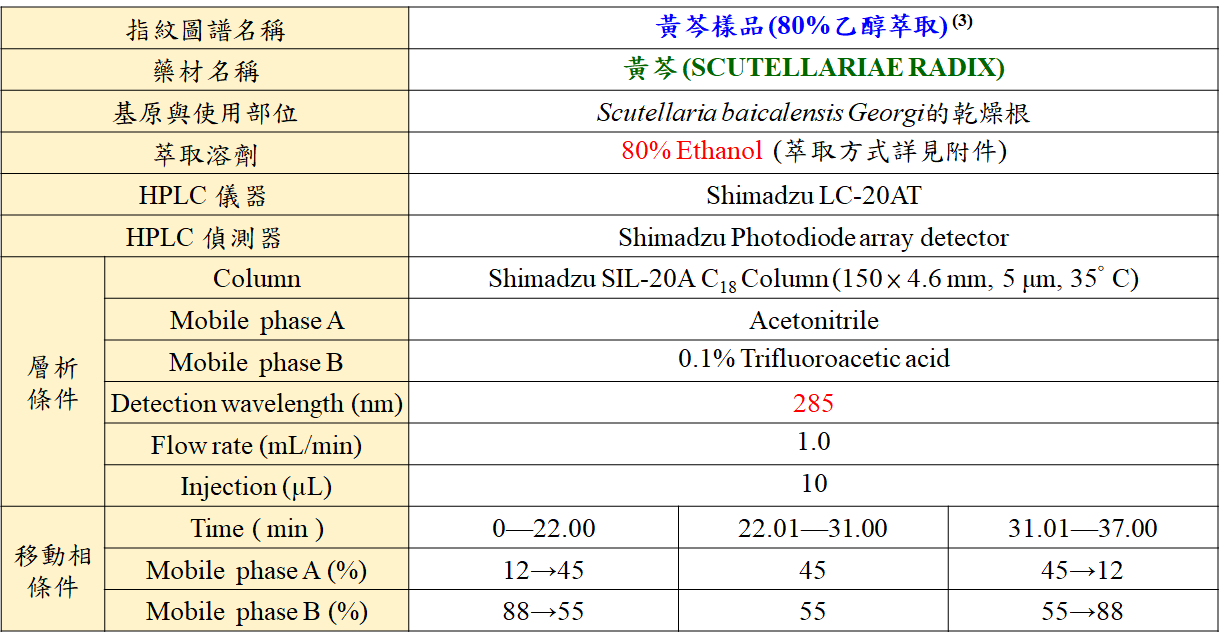 指紋圖譜名稱 黃芩樣品(80%乙醇萃取)(3)
藥材名稱 黃芩(SCUTELLARIAE RADIX)
基原與使用部位 Scutellaria baicalensis Georgi的乾燥根
萃取溶劑 80% Ethanol (萃取方式詳見附件)
HPLC 儀器 Shimadzu LC-20AT
HPLC 偵測器 Shimadzu Photodiode array detector
層析條件
Column Shimadzu SIL-20A C18 Column (150 × 4.6 mm, 5 μm, 35° C)
Mobile phase A Acetonitrile
Mobile phase B 0.1% Trifluoroacetic acid
Detection wavelength (nm) 285
Flow rate (mL/min) 1.0
Injection (μL) 10
移動相條件
Time ( min ) 0—22.00 22.01—31.00 31.01—37.00
Mobile phase A (%) 12→45 45 45→12
Mobile phase B (%) 88→55 55 55→88